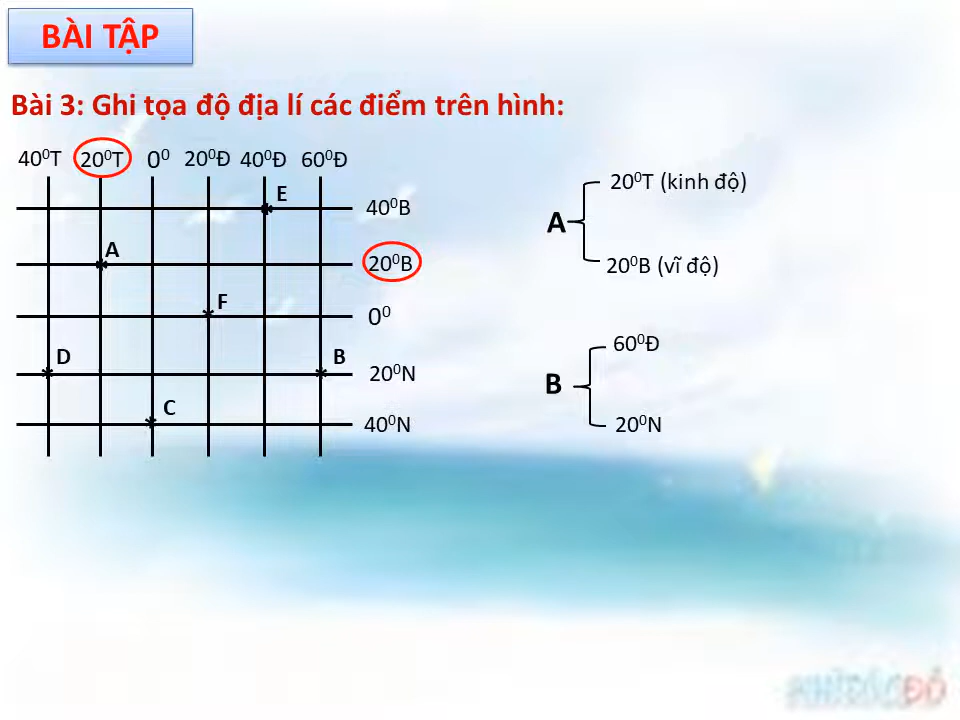 BÀI TẬP
Bài 3: Ghi tọa độ địa lí các điểm trên hình:
40⁰T 20⁰T 0⁰ 20⁰Đ 40⁰Đ 60⁰Đ
E
40⁰B
A
20⁰B
F
0⁰
D
B
20⁰N
C
40⁰N
20⁰T (kinh độ)
A
20⁰B (vĩ độ)
60⁰Đ
B
20⁰N